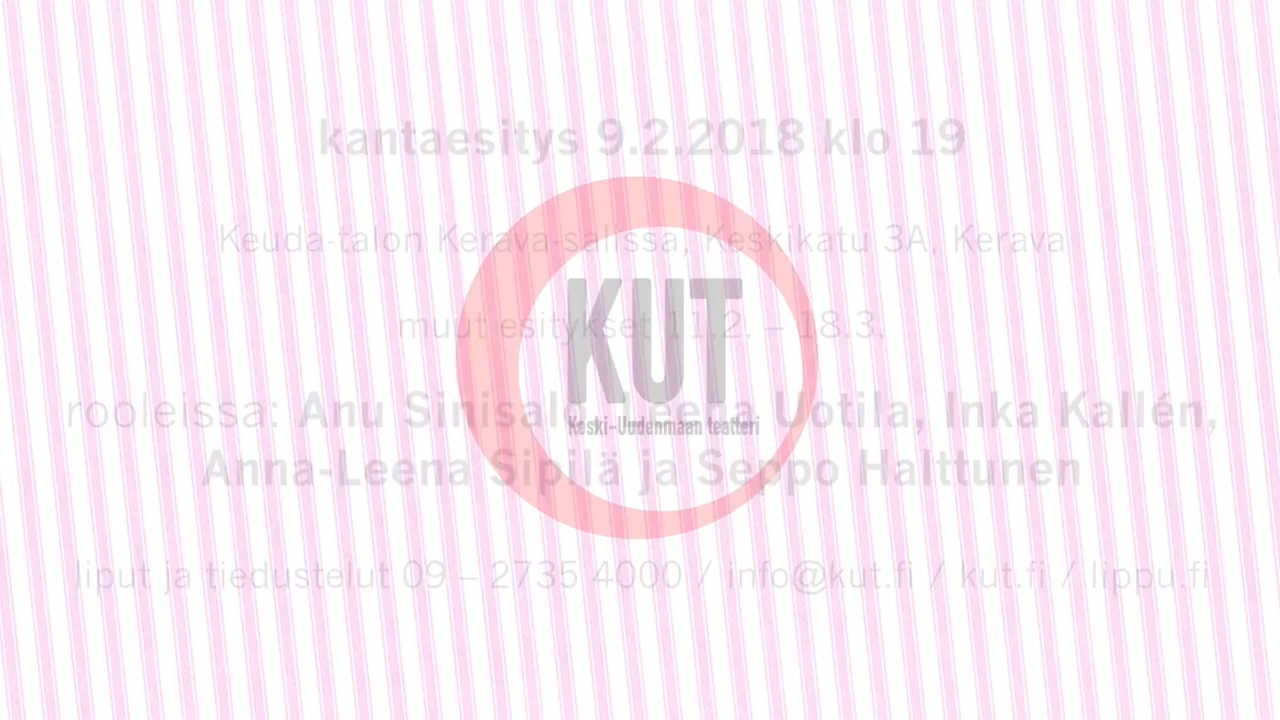 kantaesitys 9.2.2018 klo 19
Keuda-talon Kerava-salissa, Keskikatu 3A, Kerava
KUT
muut esitykset 11.2. – 18.3.
rooleissa: Anu Sinisalo, Leena Uotila, Inka Kallén,
Keski-Uudenmaan teatteri
Anna-Leena Sipilä ja Seppo Halttunen
liput ja tiedustelut 09 – 2735 4000 / info@kut.fi / kut.fi / lippu.fi